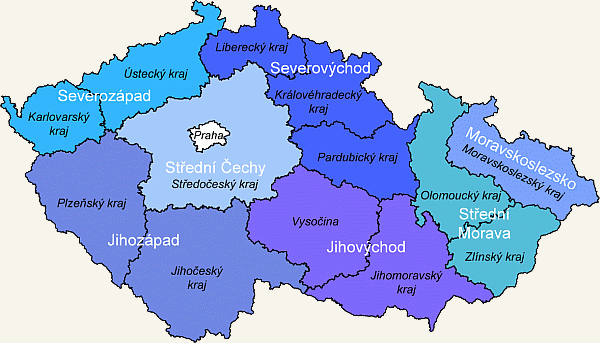 Liberecký kraj
Severovýchod
Ústecký kraj
Severozápad
Královéhradecký
kraj
Karlovarský
kraj
Praha
Moravskoslezsko
Moravskoslezský kraj
Střední Čechy
Středočeský kraj
Pardubický kraj
Plzeňský kraj
Olomoucký kraj
Střední
Morava
Vysočina
Jihozápad
Jihovýchod
Zlínský kraj
Jihočeský
kraj
Jihomoravský
kraj